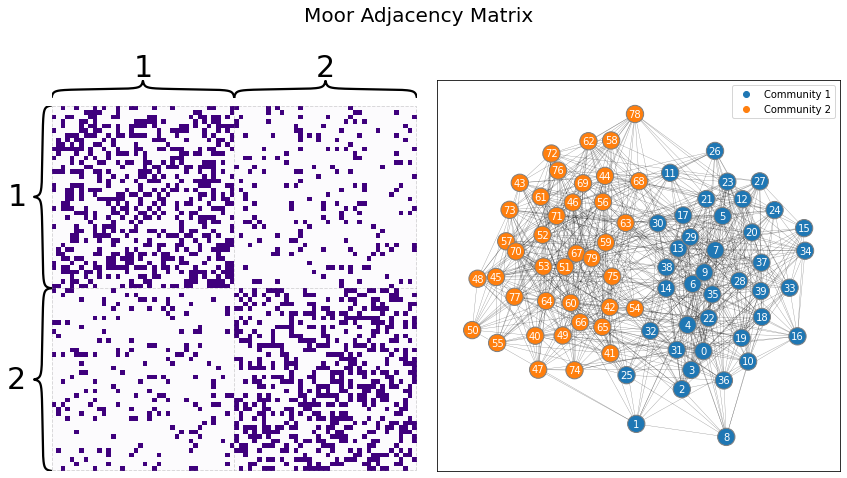 Moor Adjacency Matrix
1 2
1
2
Community 1
Community 2
78
62 58
72
26
76 11
44
43 69 68 23 27
61 21 12
46 56
73 71 17 5 24
63 30
52 20 15
57 59 29
70 67 13 7 34
79 37
53 51 38 9
48 45 75 28
14 6 39 33
77 35
64 60 42 54
66 4 22 18
50 65 32
40 49 19 16
55
41 31 0
10
47 74 25 3
36
2
1
8